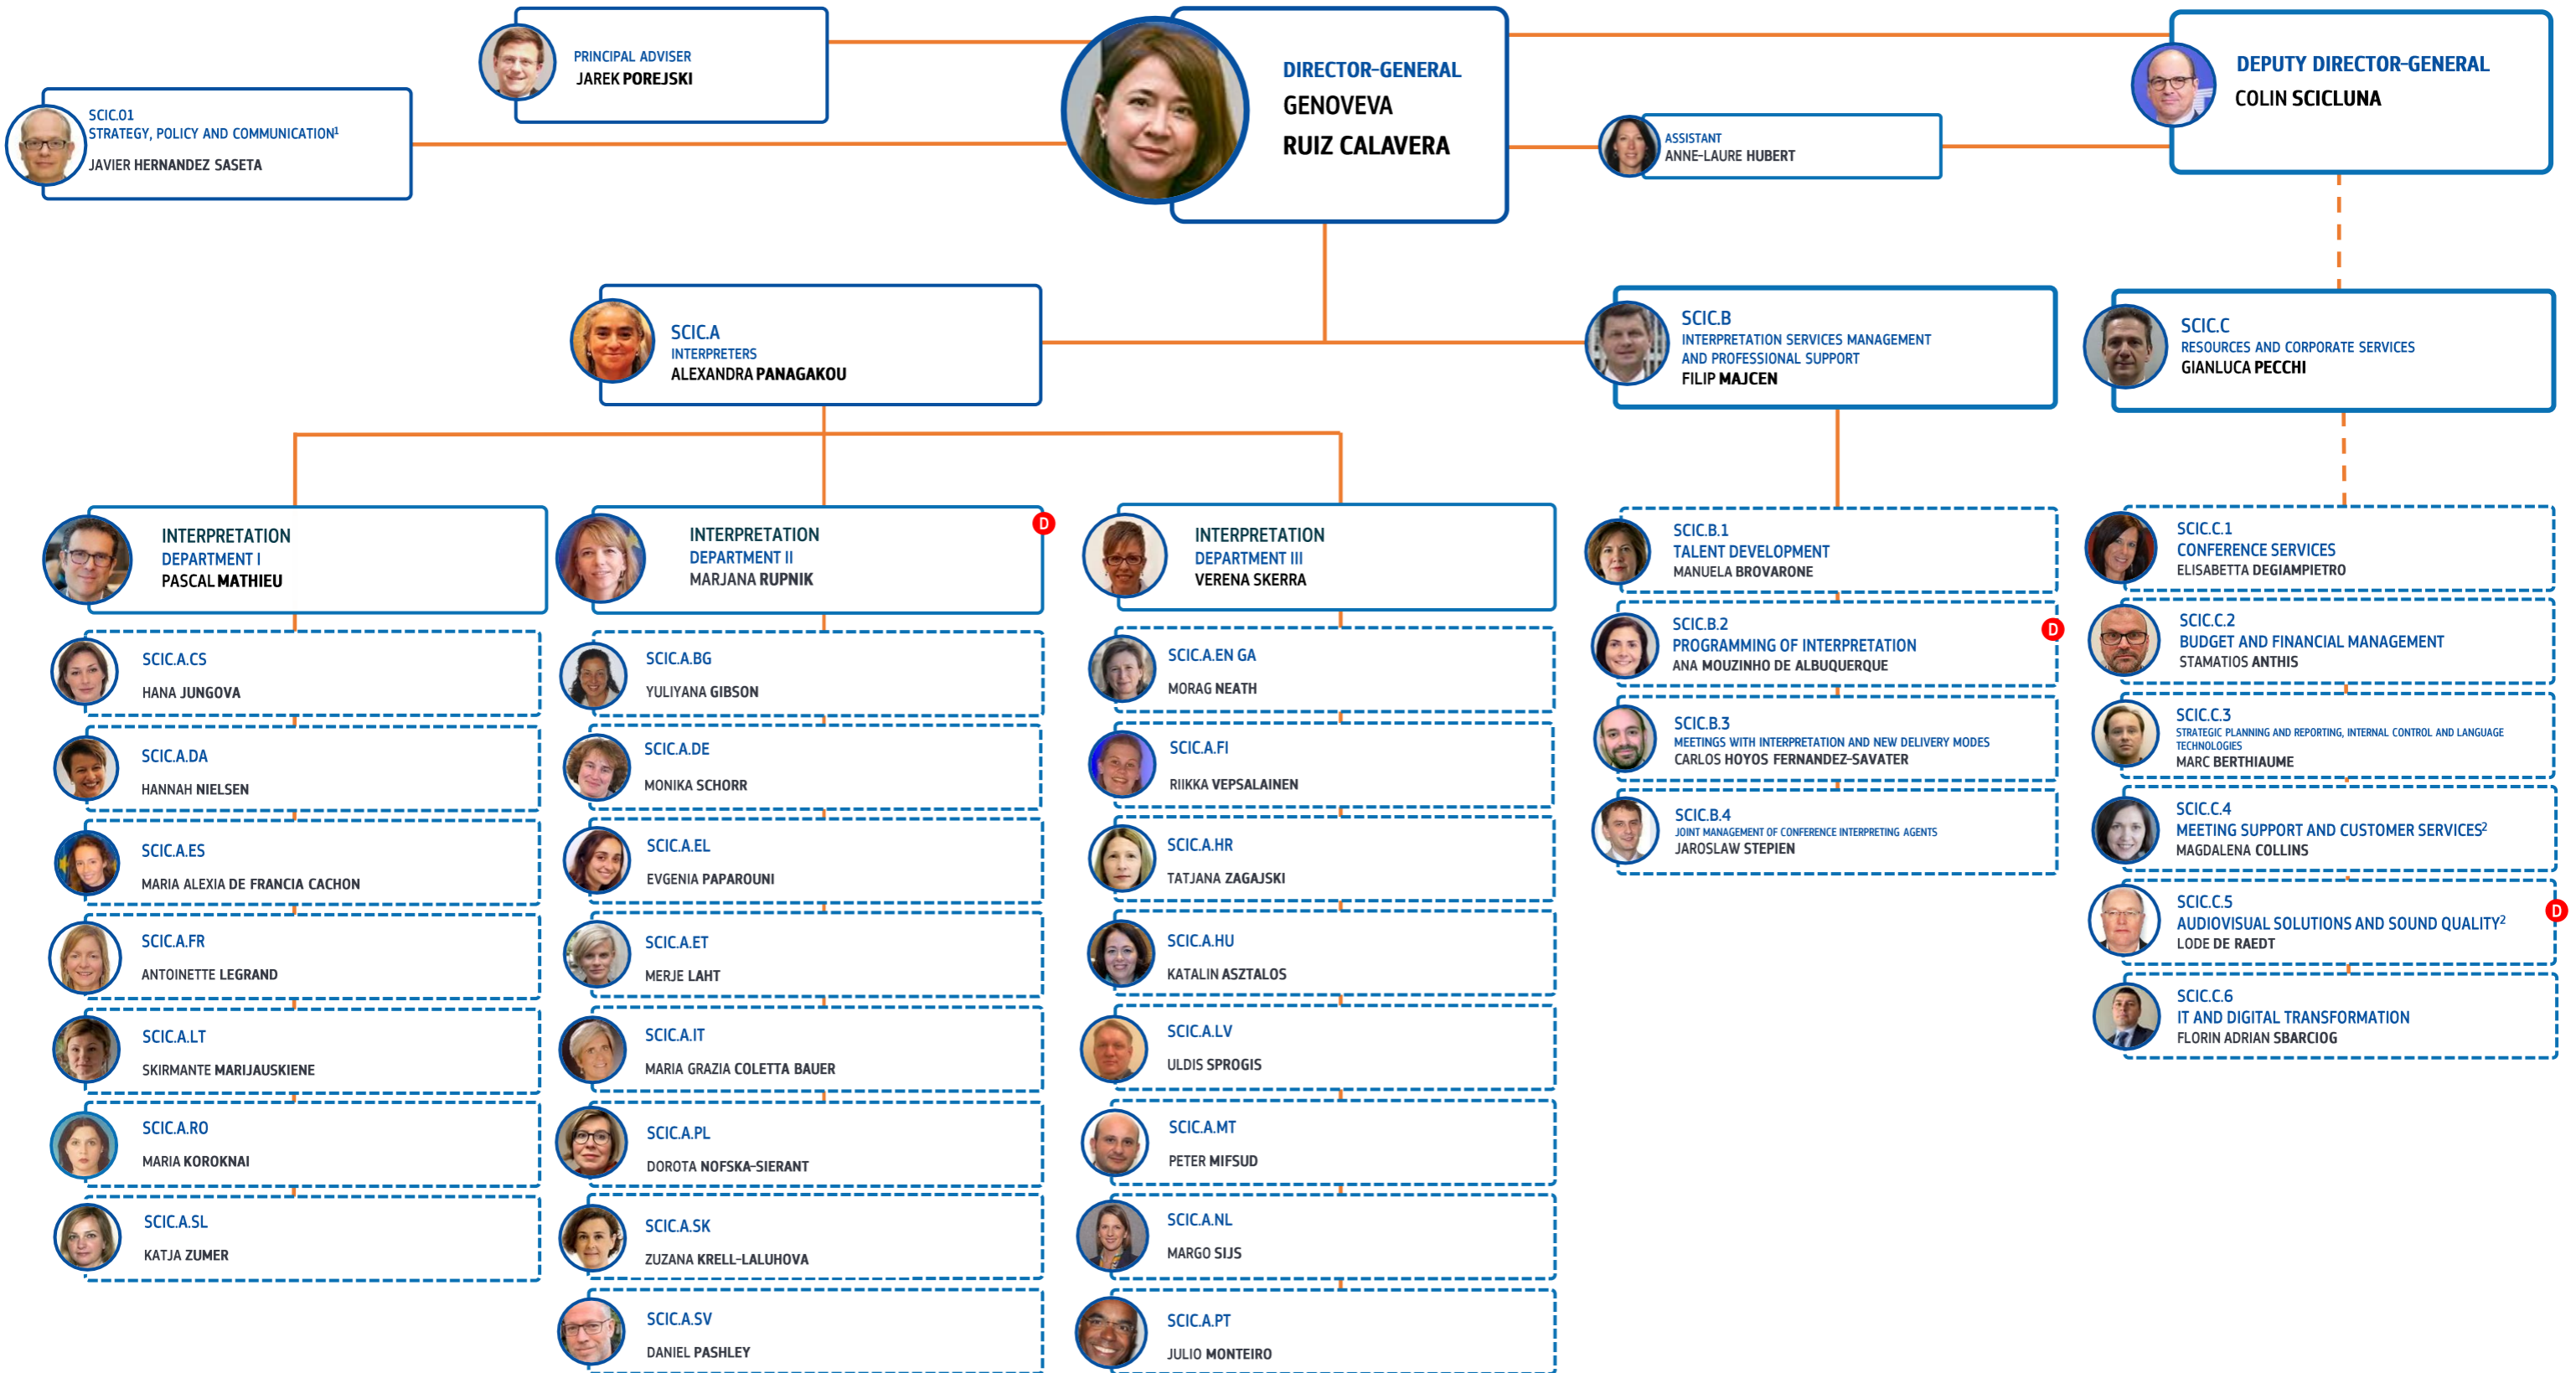 PRINCIPAL ADVISER
JAREK POREJSKI
SCIC.01
STRATEGY, POLICY AND COMMUNICATION¹
JAVIER HERNANDEZ SASETA
DIRECTOR-GENERAL
GENOVEVA
RUIZ CALAVERA
ASSISTANT
ANNE-LAURE HUBERT
DEPUTY DIRECTOR-GENERAL
COLIN SCICLUNA
SCIC.A
INTERPRETERS
ALEXANDRA PANAGAKOU
SCIC.B
INTERPRETATION SERVICES MANAGEMENT
AND PROFESSIONAL SUPPORT
FILIP MAJCEN
SCIC.C
RESOURCES AND CORPORATE SERVICES
GIANLUCA PECCHI
INTERPRETATION
DEPARTMENT I
PASCAL MATHIEU
SCIC.A.CS
HANA JUNGOVA
SCIC.A.DA
HANNAH NIELSEN
SCIC.A.ES
MARIA ALEXIA DE FRANCIA CACHON
SCIC.A.FR
ANTOINETTE LEGRAND
SCIC.A.LT
SKIRMANTE MARIJAUSKIENE
SCIC.A.RO
MARIA KOROKNAI
SCIC.A.SL
KATJA ZUMER
INTERPRETATION
DEPARTMENT II
MARJANA RUPNIK
D
SCIC.A.BG
YULIYANA GIBSON
SCIC.A.DE
MONIKA SCHORR
SCIC.A.EL
EVGENIA PAPAROUNI
SCIC.A.ET
MERJE LAHT
SCIC.A.IT
MARIA GRAZIA COLETTA BAUER
SCIC.A.PL
DOROTA NOFSKA-SIERANT
SCIC.A.SK
ZUZANA KRELL-LALUHOVA
SCIC.A.SV
DANIEL PASHLEY
INTERPRETATION
DEPARTMENT III
VERENA SKERRA
SCIC.A.EN GA
MORAG NEATH
SCIC.A.FI
RIIKKA VEPSALAINEN
SCIC.A.HR
TATJANA ZAGAJSKI
SCIC.A.HU
KATALIN ASZTALOS
SCIC.A.LV
ULDIS SPROGIS
SCIC.A.MT
PETER MIFSUD
SCIC.A.NL
MARGO SIJS
SCIC.A.PT
JULIO MONTEIRO
SCIC.B.1
TALENT DEVELOPMENT
MANUELA BROVARONE
SCIC.B.2
PROGRAMMING OF INTERPRETATION
ANA MOUZINHO DE ALBUQUERQUE
D
SCIC.B.3
MEETINGS WITH INTERPRETATION AND NEW DELIVERY MODES
CARLOS HOYOS FERNANDEZ-SAVATER
SCIC.B.4
JOINT MANAGEMENT OF CONFERENCE INTERPRETING AGENTS
JAROSLAW STEPIEN
SCIC.C.1
CONFERENCE SERVICES
ELISABETTA DEGIAMPIETRO
SCIC.C.2
BUDGET AND FINANCIAL MANAGEMENT
STAMATIOS ANTHIS
SCIC.C.3
STRATEGIC PLANNING AND REPORTING, INTERNAL CONTROL AND LANGUAGE
TECHNOLOGIES
MARC BERTHIAUME
SCIC.C.4
MEETING SUPPORT AND CUSTOMER SERVICES²
MAGDALENA COLLINS
SCIC.C.5
AUDIOVISUAL SOLUTIONS AND SOUND QUALITY²
LODE DE RAEDT
D
SCIC.C.6
IT AND DIGITAL TRANSFORMATION
FLORIN ADRIAN SBARCIOG